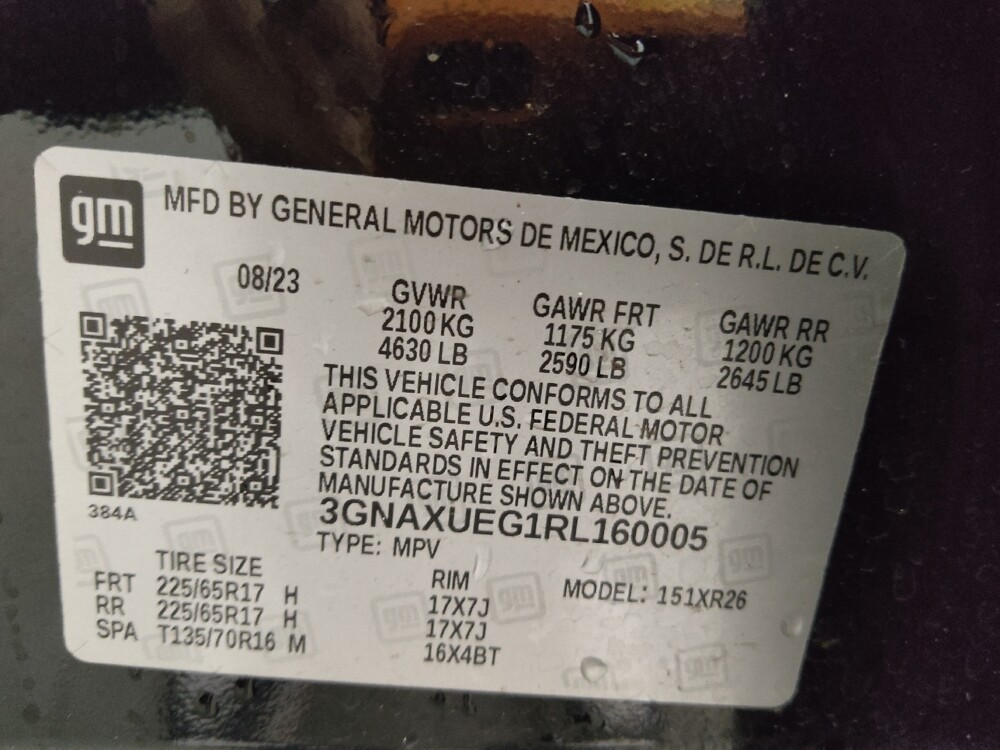 gm
MFD BY GENERAL MOTORS DE MEXICO, S. DE R.L. DE C.V.
08/23
GVWR GAWR FRT GAWR RR
2100 KG 1175 KG 1200 KG
4630 LB 2590 LB 2645 LB
THIS VEHICLE CONFORMS TO ALL
APPLICABLE U.S. FEDERAL MOTOR
VEHICLE SAFETY AND THEFT PREVENTION
STANDARDS IN EFFECT ON THE DATE OF
MANUFACTURE SHOWN ABOVE.
384A
3GNAXUEG1RL160005
TYPE: MPV
TIRE SIZE RIM MODEL: 151XR26
FRT 225/65R17 H 17X7J
RR 225/65R17 H 17X7J
SPA T135/70R16 M 16X4BT